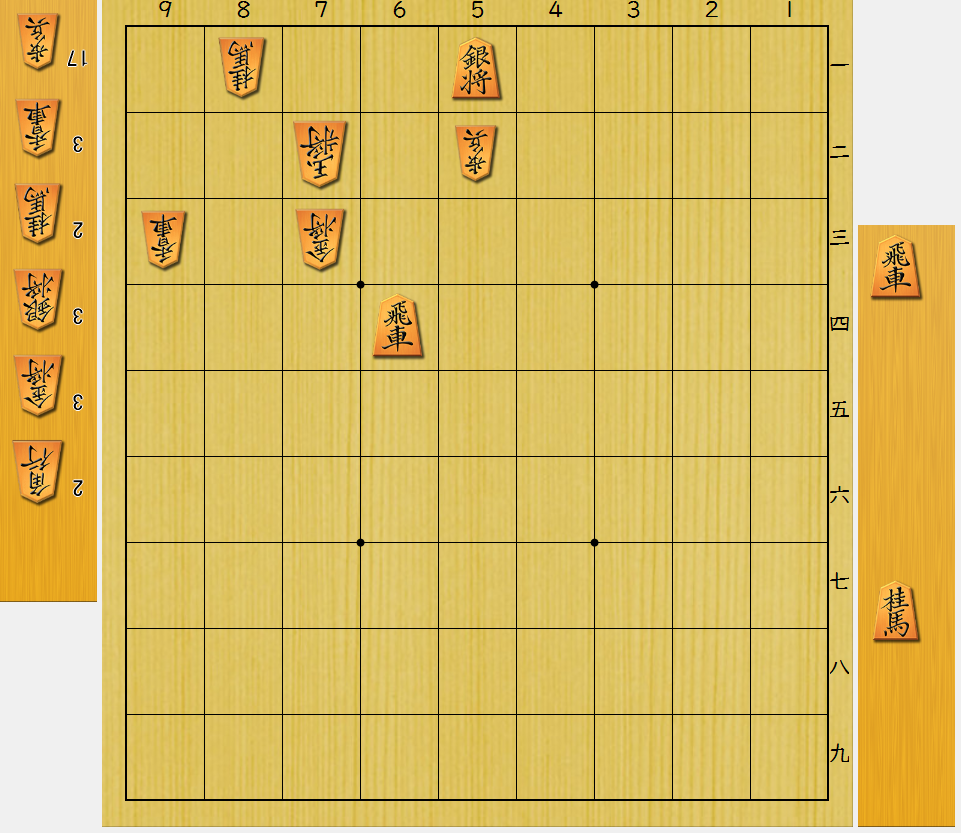 9 8 7 6 5 4 3 2 1
一
二
三
四
五
六
七
八
九
歩兵 17
香車 3
桂馬 2
銀将 3
金将 3
角行 2
桂馬 銀将
玉将 歩兵
香車 金将
飛車
飛車
桂馬